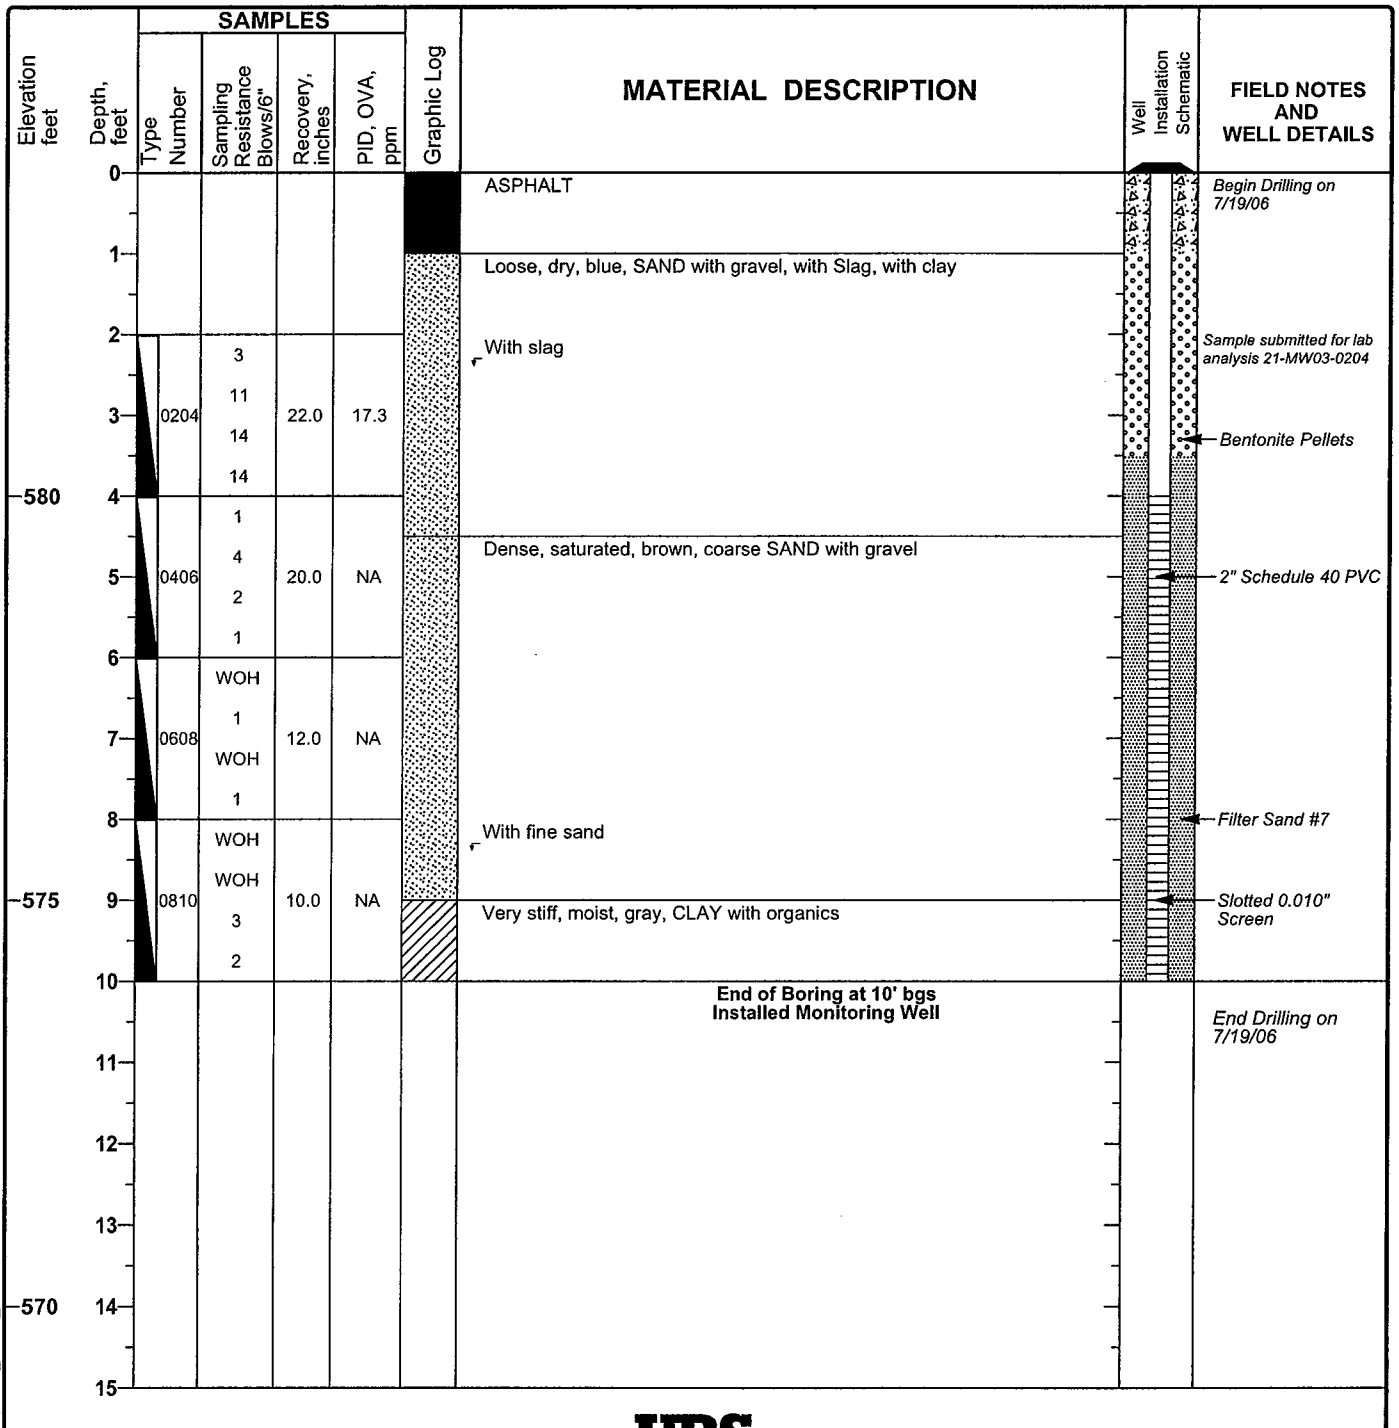 SAMPLES
Elevation
feet
Depth,
feet
Type
Number
Sampling
Resistance
Blows/6"
Recovery,
inches
PID, OVA,
ppm
Graphic Log
MATERIAL DESCRIPTION
Well
Installation
Schematic
FIELD NOTES
AND
WELL DETAILS
0
ASPHALT
Begin Drilling on
7/19/06
1
Loose, dry, blue, SAND with gravel, with Slag, with clay
2
With slag
Sample submitted for lab
analysis 21-MW03-0204
3
11
3 0204 22.0 17.3
14
Bentonite Pellets
14
580 4
1
Dense, saturated, brown, coarse SAND with gravel
4
5 0406 20.0 NA
2" Schedule 40 PVC
2
1
6
WOH
1
7 0608 12.0 NA
WOH
1
8
Filter Sand #7
WOH
With fine sand
WOH
575 9 0810 10.0 NA
Slotted 0.010"
Screen
Very stiff, moist, gray, CLAY with organics
3
2
10
End of Boring at 10' bgs
Installed Monitoring Well
End Drilling on
7/19/06
11
12
13
570 14
15
URS